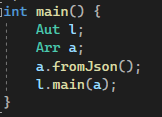 int main() {
Aut l;
Arr a;
a.fromJson();
l.main(a);
}